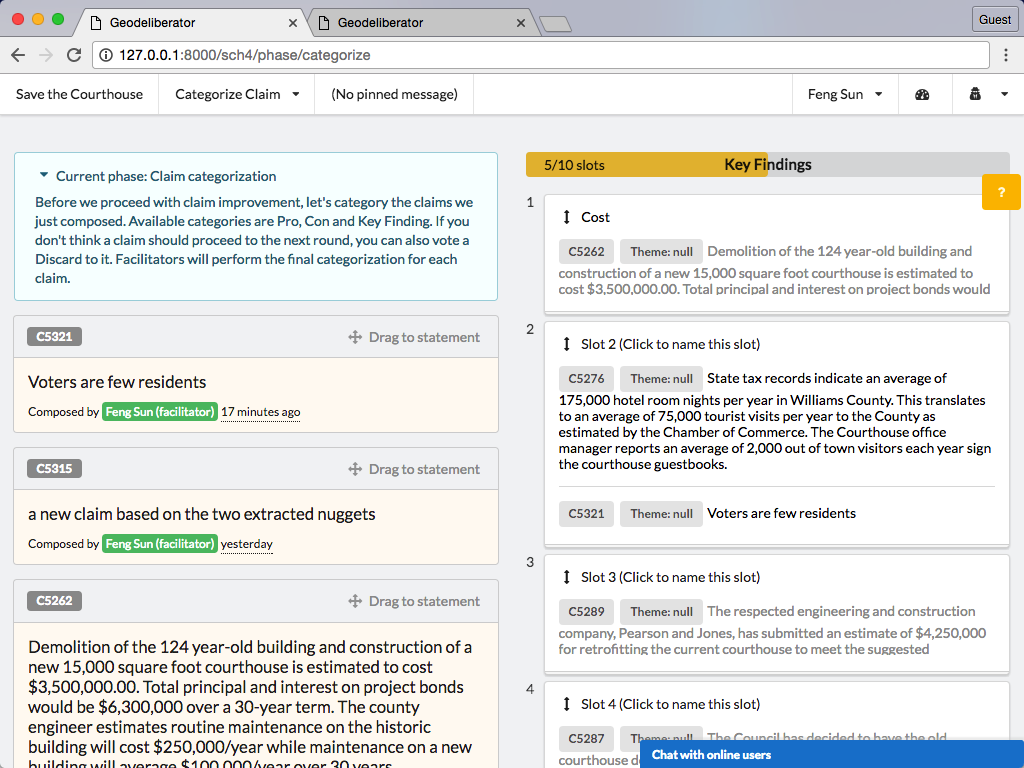 Geodeliberator
Geodeliberator
Guest
127.0.0.1:8000/sch4/phase/categorize
Save the Courthouse
Categorize Claim
(No pinned message)
Feng Sun
Current phase: Claim categorization
Before we proceed with claim improvement, let's category the claims we
just composed. Available categories are Pro, Con and Key Finding. If you
don't think a claim should proceed to the next round, you can also vote a
Discard to it. Facilitators will perform the final categorization for each
claim.
C5321
Drag to statement
Voters are few residents
Composed by Feng Sun (facilitator) 17 minutes ago
C5315
Drag to statement
a new claim based on the two extracted nuggets
Composed by Feng Sun (facilitator) yesterday
C5262
Drag to statement
Demolition of the 124 year-old building and construction of a
new 15,000 square foot courthouse is estimated to cost
$3,500,000.00. Total principal and interest on project bonds
would be $6,300,000 over a 30-year term. The county
engineer estimates routine maintenance on the historic
building will cost $250,000/year while maintenance on a new
building will average $100,000/year over 30 years.
5/10 slots
Key Findings
?
1
Cost
C5262 Theme: null Demolition of the 124 year-old building and
construction of a new 15,000 square foot courthouse is estimated to
cost $3,500,000.00. Total principal and interest on project bonds would
2
Slot 2 (Click to name this slot)
C5276 Theme: null State tax records indicate an average of
175,000 hotel room nights per year in Williams County. This translates
to an average of 75,000 tourist visits per year to the County as
estimated by the Chamber of Commerce. The Courthouse office
manager reports an average of 2,000 out of town visitors each year sign
the courthouse guestbooks.
C5321 Theme: null Voters are few residents
3
Slot 3 (Click to name this slot)
C5289 Theme: null The respected engineering and construction
company, Pearson and Jones, has submitted an estimate of $4,250,000
for retrofitting the current courthouse to meet the suggested
4
Slot 4 (Click to name this slot)
C5287 Theme: null The Council has decided to have the old
courthouse
Chat with online users